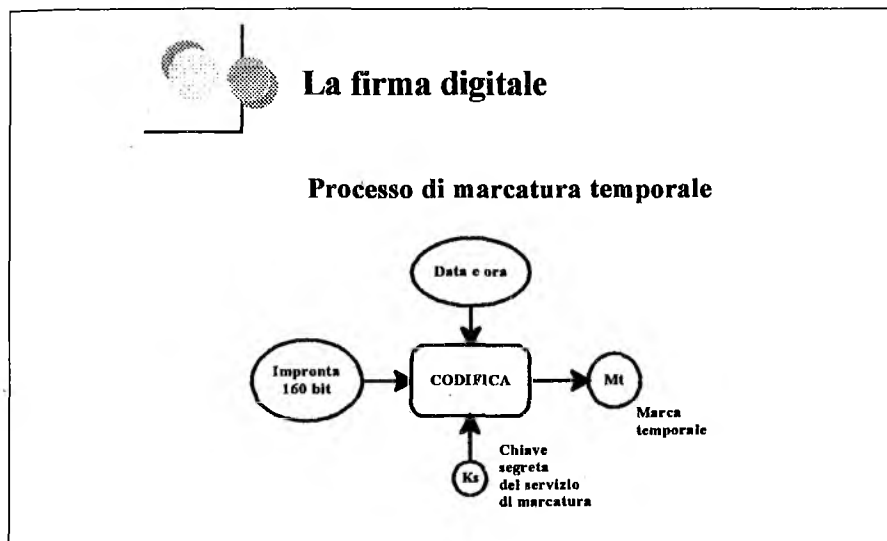 La firma digitale
Processo di marcatura temporale
Data e ora
Impronta
160 bit
CODIFICA
Mt
Marca
temporale
Ks
Chiave
segreta
del servizio
di marcatura